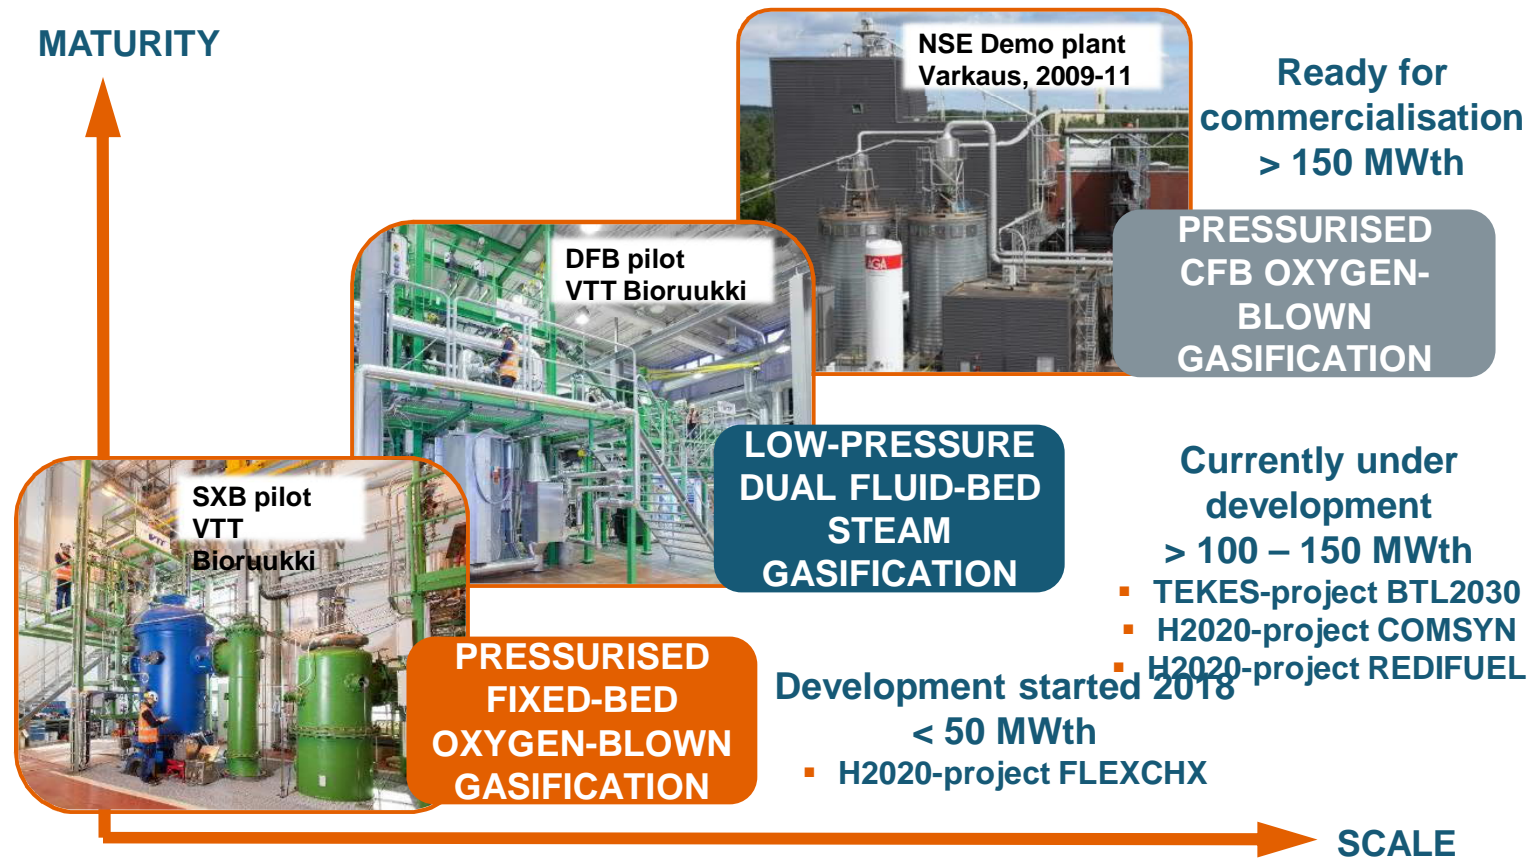 MATURITY
NSE Demo plant
Varkaus, 2009-11
Ready for
commercialisation
> 150 MWth
AGA
PRESSURISED
CFB OXYGEN-
BLOWN
GASIFICATION
DFB pilot
VTT Bioruukki
VTT
LOW-PRESSURE
DUAL FLUID-BED
STEAM
GASIFICATION
Currently under
development
> 100 – 150 MWth
▪ TEKES-project BTL2030
▪ H2020-project COMSYN
▪ H2020-project REDIFUEL
SXB pilot
VTT
Bioruukki
VTT
PRESSURISED
FIXED-BED
OXYGEN-BLOWN
GASIFICATION
Development started 2018
< 50 MWth
▪ H2020-project FLEXCHX
SCALE